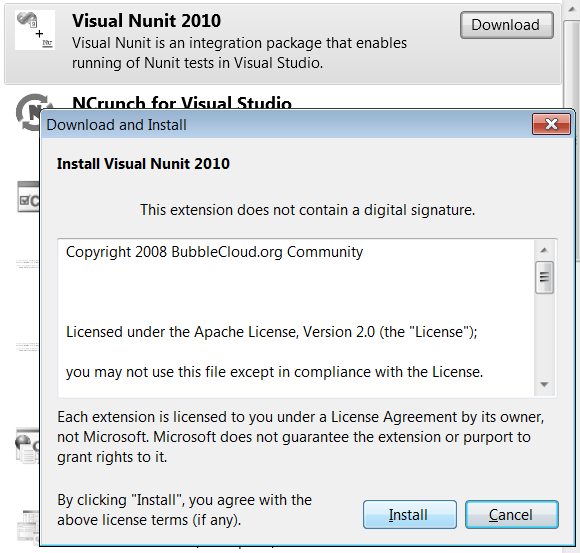 Visual Nunit 2010
Download
Visual Nunit is an integration package that enables
running of Nunit tests in Visual Studio.
NCrunch for Visual Studio
Download and Install
Install Visual Nunit 2010
This extension does not contain a digital signature.
Copyright 2008 BubbleCloud.org Community
Licensed under the Apache License, Version 2.0 (the "License");
you may not use this file except in compliance with the License.
Each extension is licensed to you under a License Agreement by its owner,
not Microsoft. Microsoft does not guarantee the extension or purport to
grant rights to it.
By clicking "Install", you agree with the
above license terms (if any).
Install
Cancel